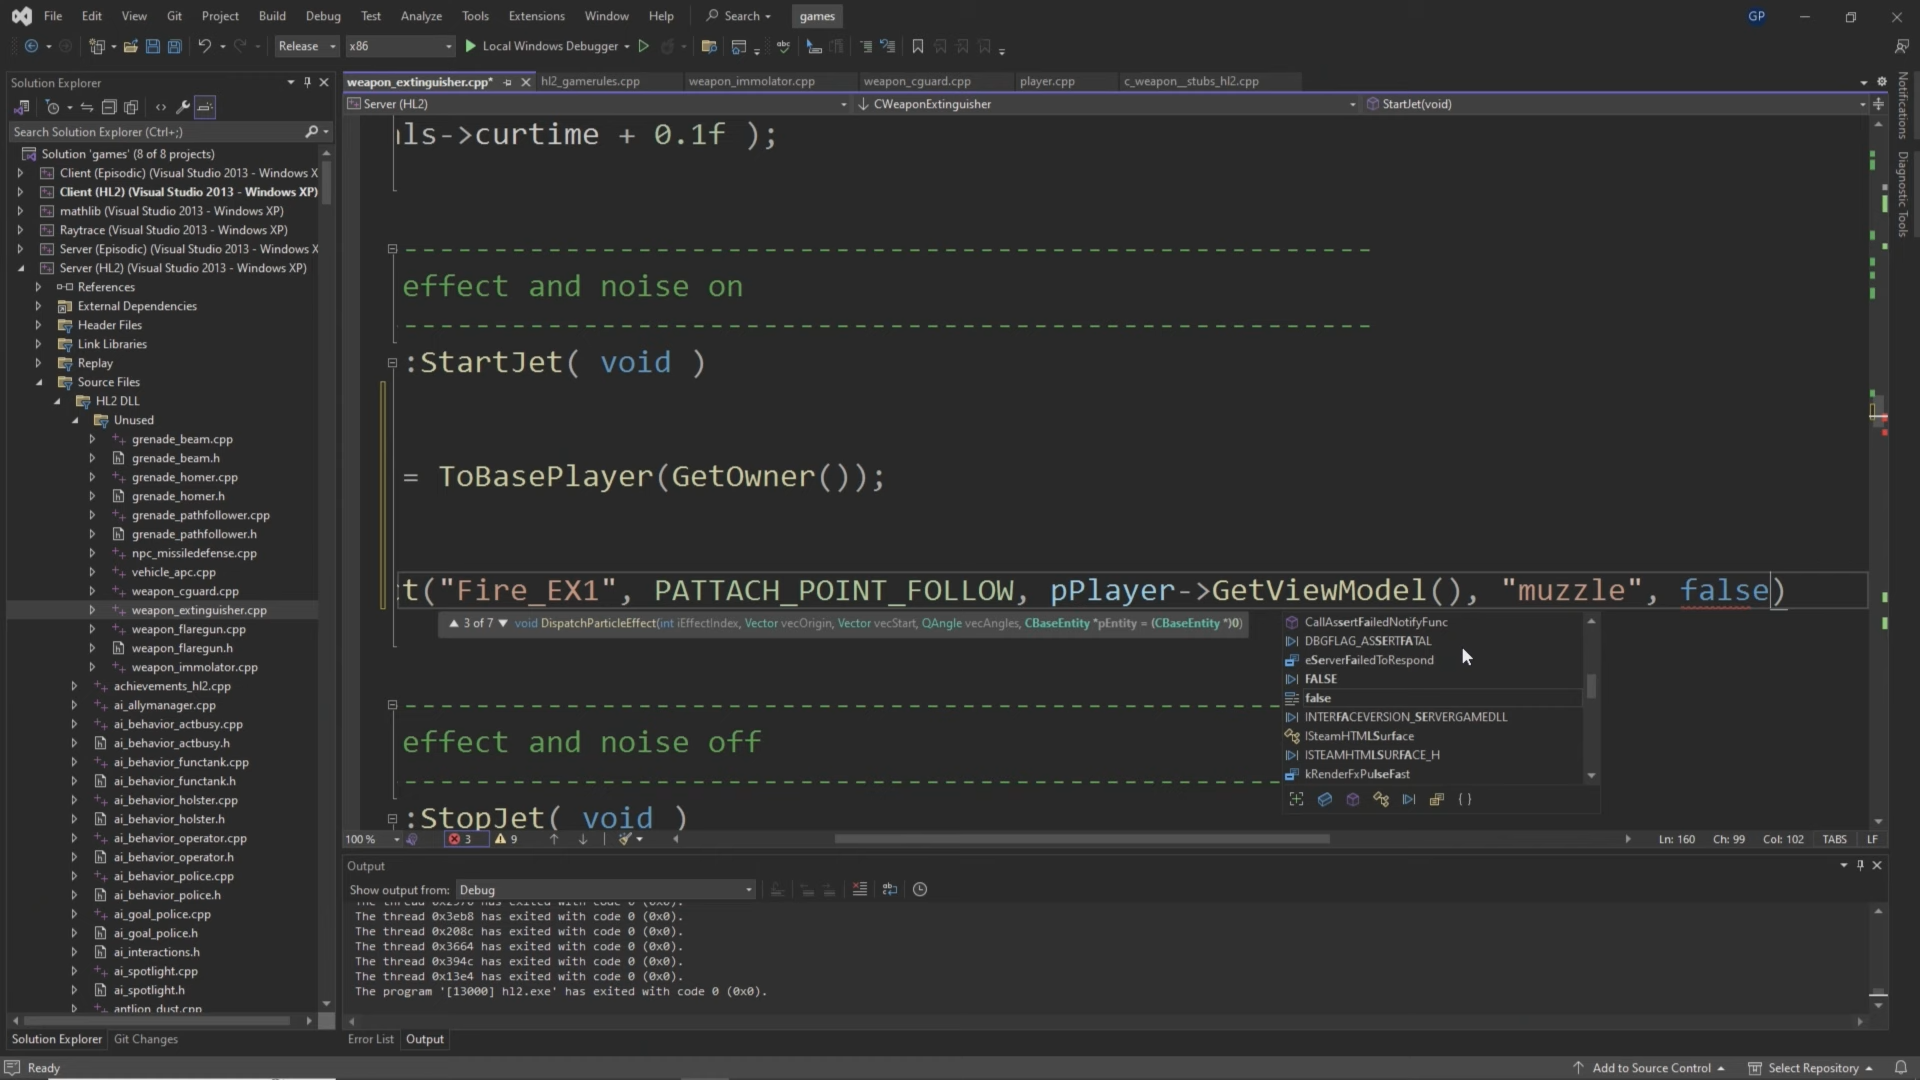 File Edit View Git Project Build Debug Test Analyze Tools Extensions Window Help Search games GP
Release x86 Local Windows Debugger
Solution Explorer
Search Solution Explorer (Ctrl+;)
Solution 'games' (8 of 8 projects)
Client (Episodic) (Visual Studio 2013 - Windows X
Client (HL2) (Visual Studio 2013 - Windows XP)
mathlib (Visual Studio 2013 - Windows XP)
Raytrace (Visual Studio 2013 - Windows XP)
Server (Episodic) (Visual Studio 2013 - Windows X
Server (HL2) (Visual Studio 2013 - Windows XP)
References
External Dependencies
Header Files
Link Libraries
Replay
Source Files
HL2 DLL
Unused
grenade_beam.cpp
grenade_beam.h
grenade_homer.cpp
grenade_homer.h
grenade_pathfollower.cpp
grenade_pathfollower.h
npc_missiledefense.cpp
vehicle_apc.cpp
weapon_cguard.cpp
weapon_extinguisher.cpp
weapon_flaregun.cpp
weapon_flaregun.h
weapon_immolator.cpp
achievements_hl2.cpp
ai_allymanager.cpp
ai_behavior_actbusy.cpp
ai_behavior_actbusy.h
ai_behavior_functank.cpp
ai_behavior_functank.h
ai_behavior_holster.cpp
ai_behavior_holster.h
ai_behavior_operator.cpp
ai_behavior_operator.h
ai_behavior_police.cpp
ai_behavior_police.h
ai_goal_police.cpp
ai_goal_police.h
ai_interactions.h
ai_spotlight.cpp
ai_spotlight.h
antlion_dust.cpp
Solution Explorer Git Changes
weapon_extinguisher.cpp* hl2_gamerules.cpp weapon_immolator.cpp weapon_cguard.cpp player.cpp c_weapon__stubs_hl2.cpp
Server (HL2) CWeaponExtinguisher StartJet(void)
ls->curtime + 0.1f );
effect and noise on
:StartJet( void )
= ToBasePlayer(GetOwner());
t("Fire_EX1", PATTACH_POINT_FOLLOW, pPlayer->GetViewModel(), "muzzle", false)
3 of 7 void DispatchParticleEffect(int iEffectIndex, Vector vecOrigin, Vector vecStart, QAngle vecAngles, CBaseEntity *pEntity = (CBaseEntity *)0)
CallAssertFailedNotifyFunc
DBGFLAG_ASSERTFATAL
eServerFailedToRespond
FALSE
false
INTERFACEVERSION_SERVERGAMEDLL
ISteamHTMLSurface
ISTEAMHTMLSURFACE_H
kRenderFxPulseFast
effect and noise off
:StopJet( void )
100 % 3 9 Ln: 160 Ch: 99 Col: 102 TABS LF
Output
Show output from: Debug
The thread 0x3eb8 has exited with code 0 (0x0).
The thread 0x208c has exited with code 0 (0x0).
The thread 0x3664 has exited with code 0 (0x0).
The thread 0x394c has exited with code 0 (0x0).
The thread 0x13e4 has exited with code 0 (0x0).
The program '[13000] hl2.exe' has exited with code 0 (0x0).
Error List Output
Notifications
Diagnostic Tools
Ready Add to Source Control Select Repository